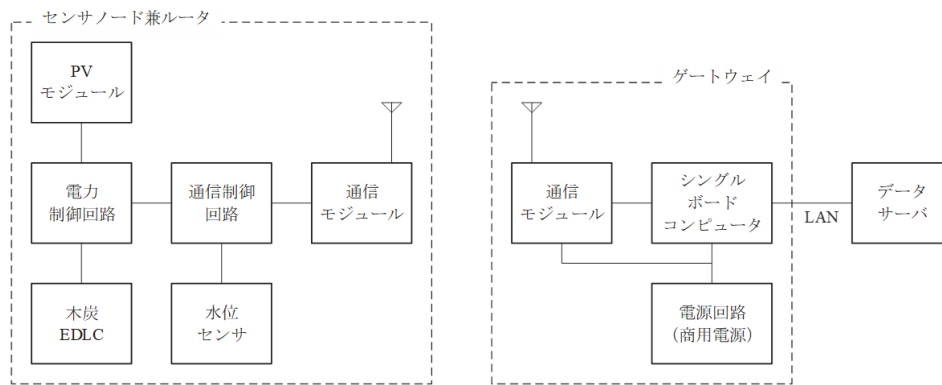 センサノード兼ルータ
PV
モジュール
電力
制御回路
通信制御
回路
通信
モジュール
木炭
EDLC
水位
センサ
ゲートウェイ
通信
モジュール
シングル
ボード
コンピュータ
LAN
データ
サーバ
電源回路
（商用電源）